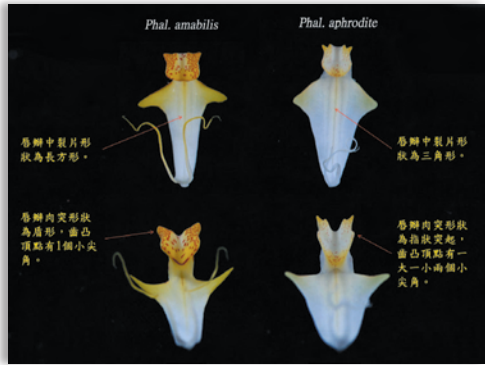 Phal. amabilis
Phal. aphrodite
唇瓣中裂片形
狀為長方形。
唇瓣中裂片形
狀為三角形。
唇瓣肉突形狀
為盾形，齒凸
頂點有1個小尖
角。
唇瓣肉突形狀
為指狀突起，
齒凸頂點有一
大一小兩個小
尖角。